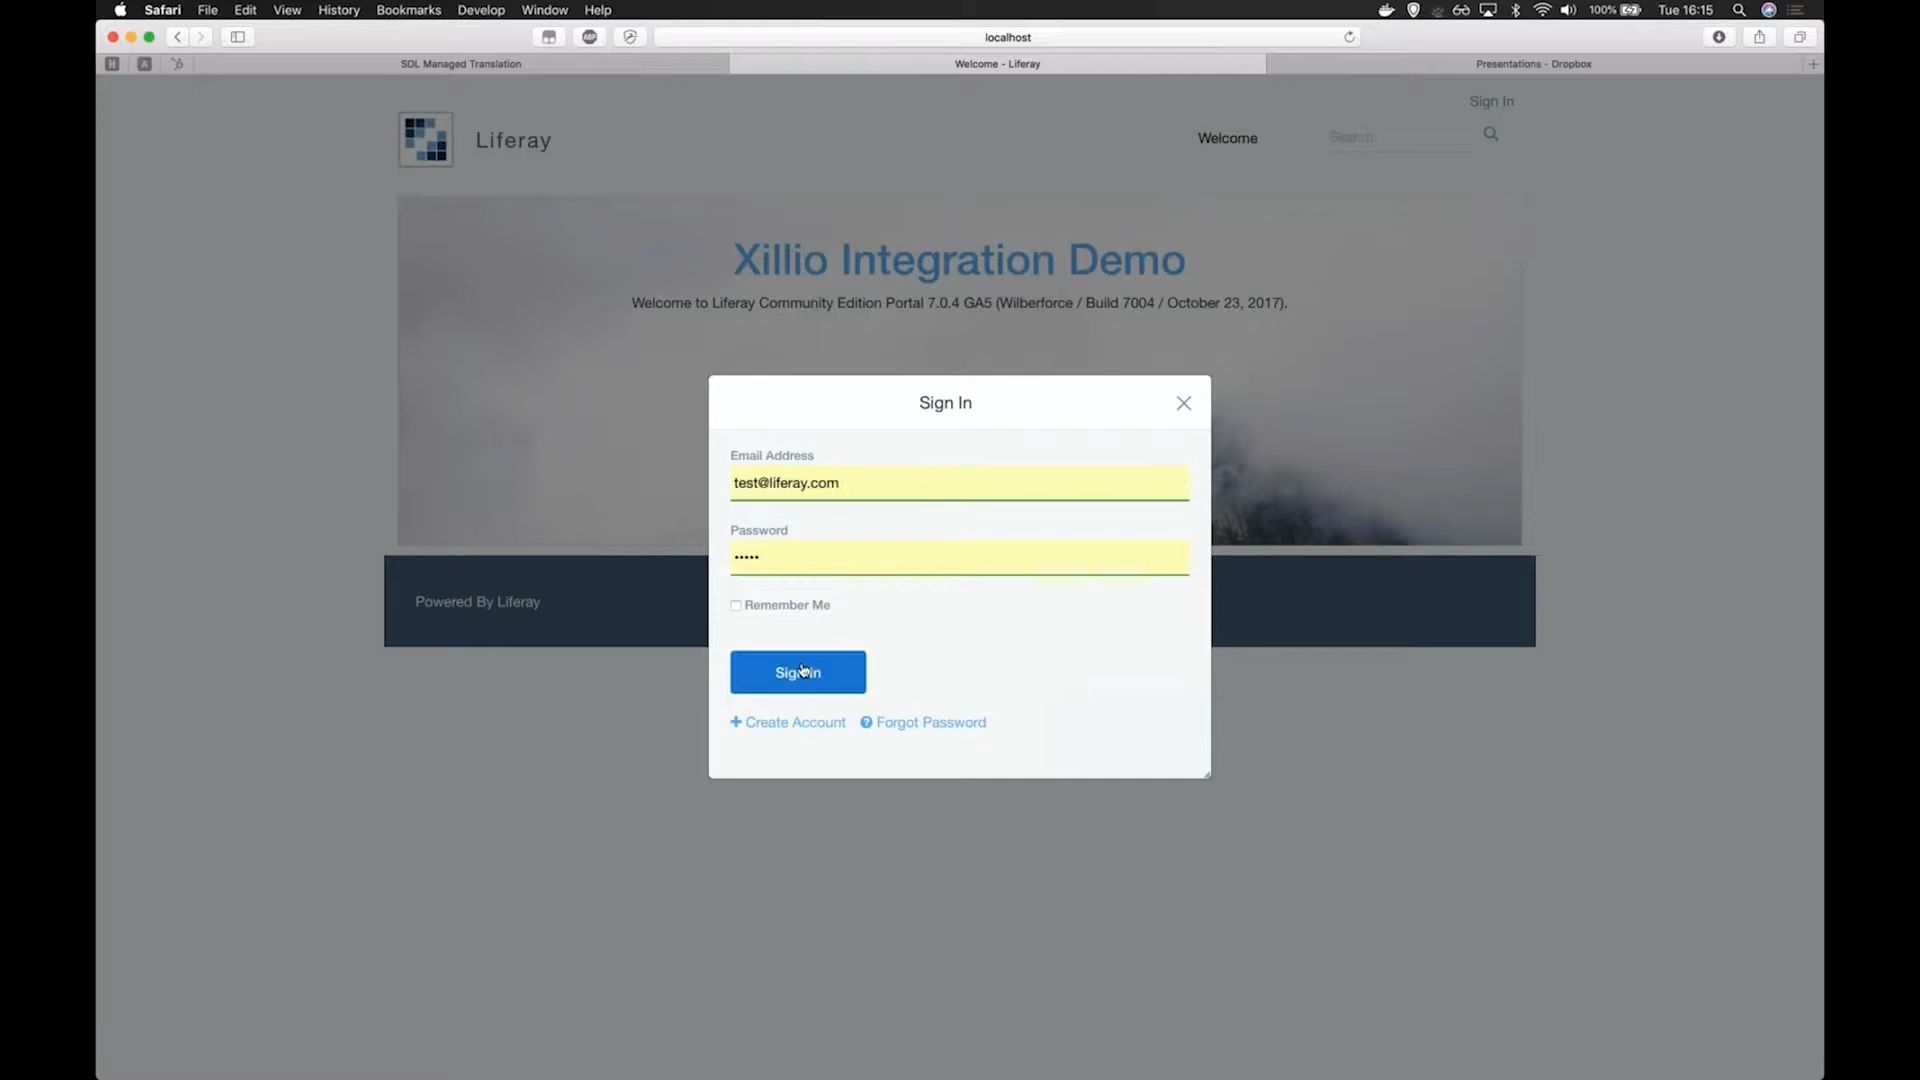 Safari File Edit View History Bookmarks Develop Window Help 100% Tue 16:15
ABP localhost
H A SDL Managed Translation Welcome - Liferay Presentations - Dropbox
Sign In
Liferay Welcome Search
Xillio Integration Demo
Welcome to Liferay Community Edition Portal 7.0.4 GA5 (Wilberforce / Build 7004 / October 23, 2017).
Sign In
Email Address
test@liferay.com
Password
•••••
Remember Me
Powered By Liferay
Sign In
Create Account Forgot Password